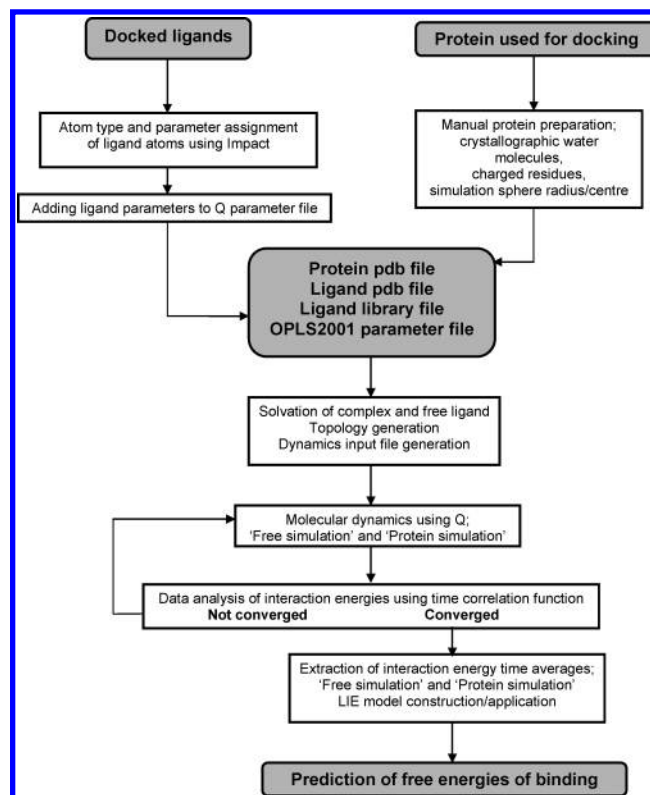 Docked ligands
Protein used for docking
Atom type and parameter assignment
of ligand atoms using Impact
Manual protein preparation;
crystallographic water
molecules,
charged residues,
simulation sphere radius/centre
Adding ligand parameters to Q parameter file
Protein pdb file
Ligand pdb file
Ligand library file
OPLS2001 parameter file
Solvation of complex and free ligand
Topology generation
Dynamics input file generation
Molecular dynamics using Q;
‘Free simulation’ and ‘Protein simulation’
Data analysis of interaction energies using time correlation function
Not converged Converged
Extraction of interaction energy time averages;
‘Free simulation’ and ‘Protein simulation’
LIE model construction/application
Prediction of free energies of binding